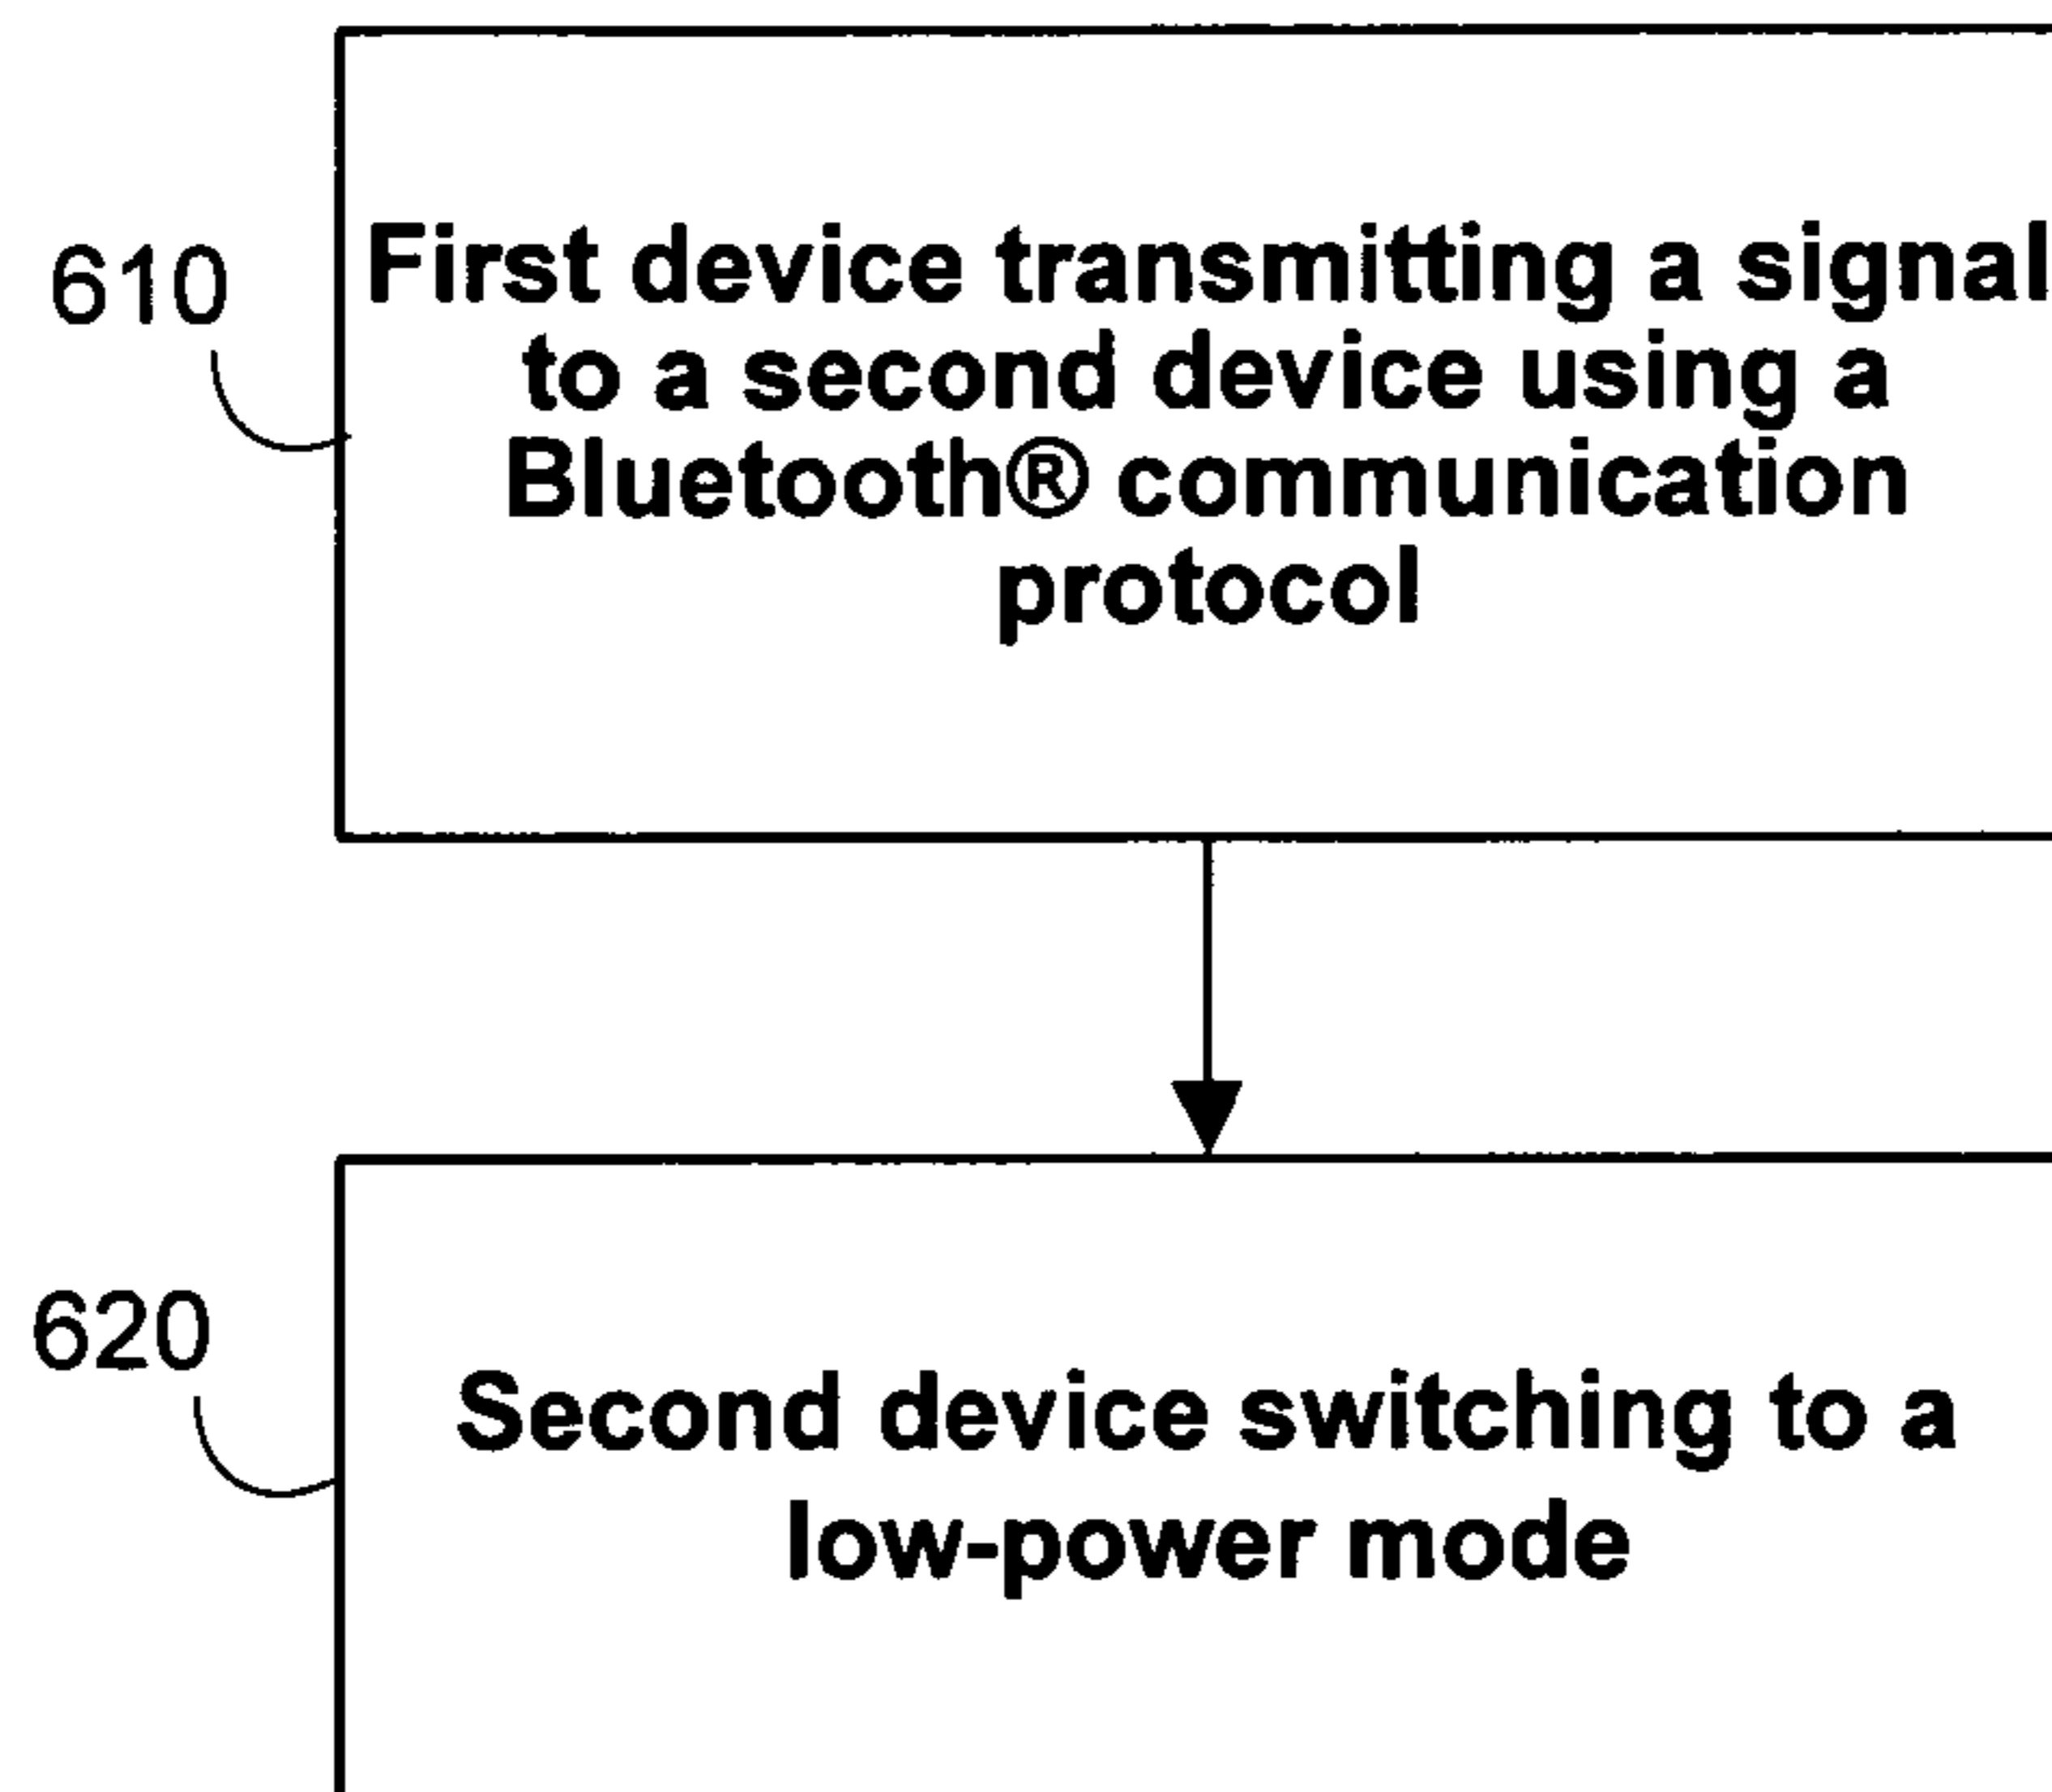 610
First device transmitting a signal
to a second device using a
Bluetooth® communication
protocol
620
Second device switching to a
low-power mode